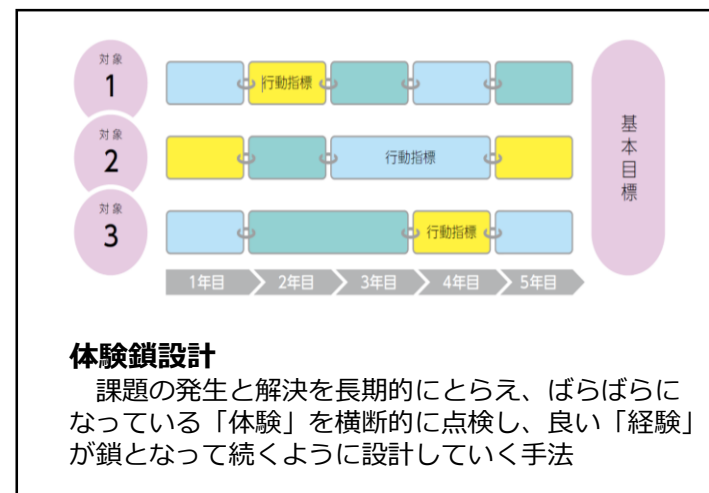 対象
1
行動指標
対象
2
行動指標
対象
3
行動指標
基本目標
1年目
2年目
3年目
4年目
5年目
体験鎖設計
課題の発生と解決を長期的にとらえ、ばらばらに
なっている「体験」を横断的に点検し、良い「経験」
が鎖となって続くように設計していく手法